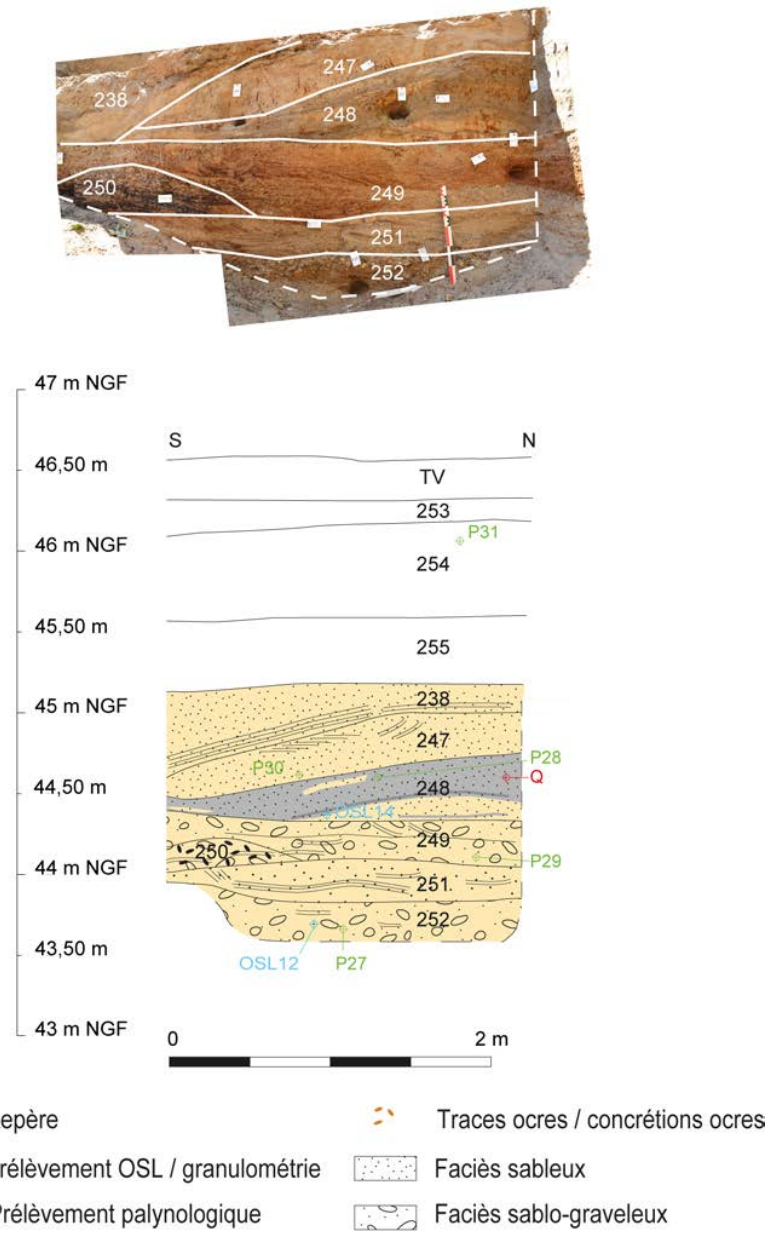 247
238
248
250
249
251
252
47 m NGF
S N
46,50 m
TV
253
P31
46 m NGF
254
45,50 m
255
45 m NGF
238
247
P30 P28
Q
44,50 m
248
OSL14
249
250
P29
44 m NGF
251
252
43,50 m
OSL12 P27
43 m NGF
0 2 m
epère Traces ocres / concrétions ocres
rélèvement OSL / granulométrie Faciès sableux
Prélèvement palynologique Faciès sablo-graveleux